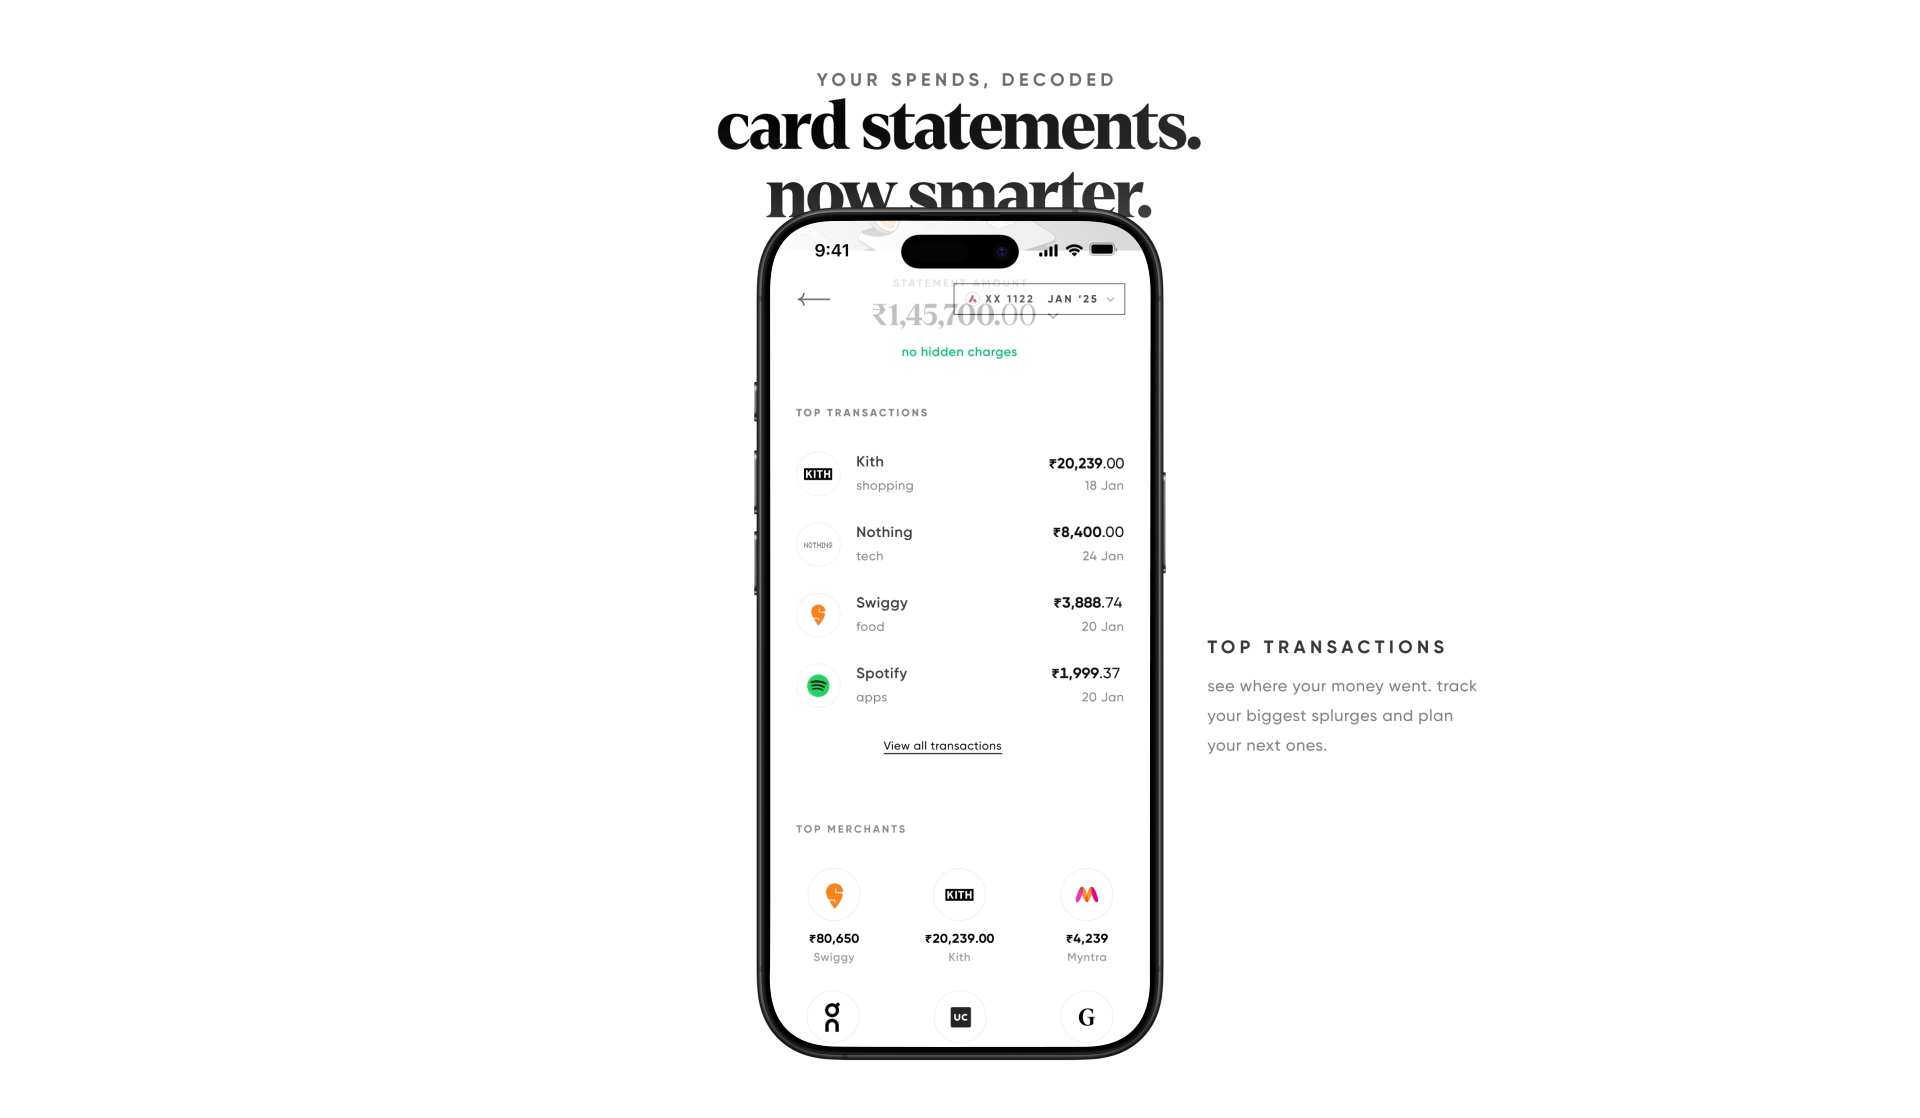 YOUR SPENDS, DECODED
card statements.
now smarter.
9:41
STATEMENT AMOUNT
XX 1122 JAN '25
₹1,45,700.00
no hidden charges
TOP TRANSACTIONS
KITH
Kith
₹20,239.00
shopping
18 Jan
NOTHING
Nothing
₹8,400.00
tech
24 Jan
Swiggy
₹3,888.74
food
20 Jan
Spotify
₹1,999.37
apps
20 Jan
View all transactions
TOP MERCHANTS
KITH
₹80,650
₹20,239.00
₹4,239
Swiggy
Kith
Myntra
on
UC
G
TOP TRANSACTIONS
see where your money went. track
your biggest splurges and plan
your next ones.